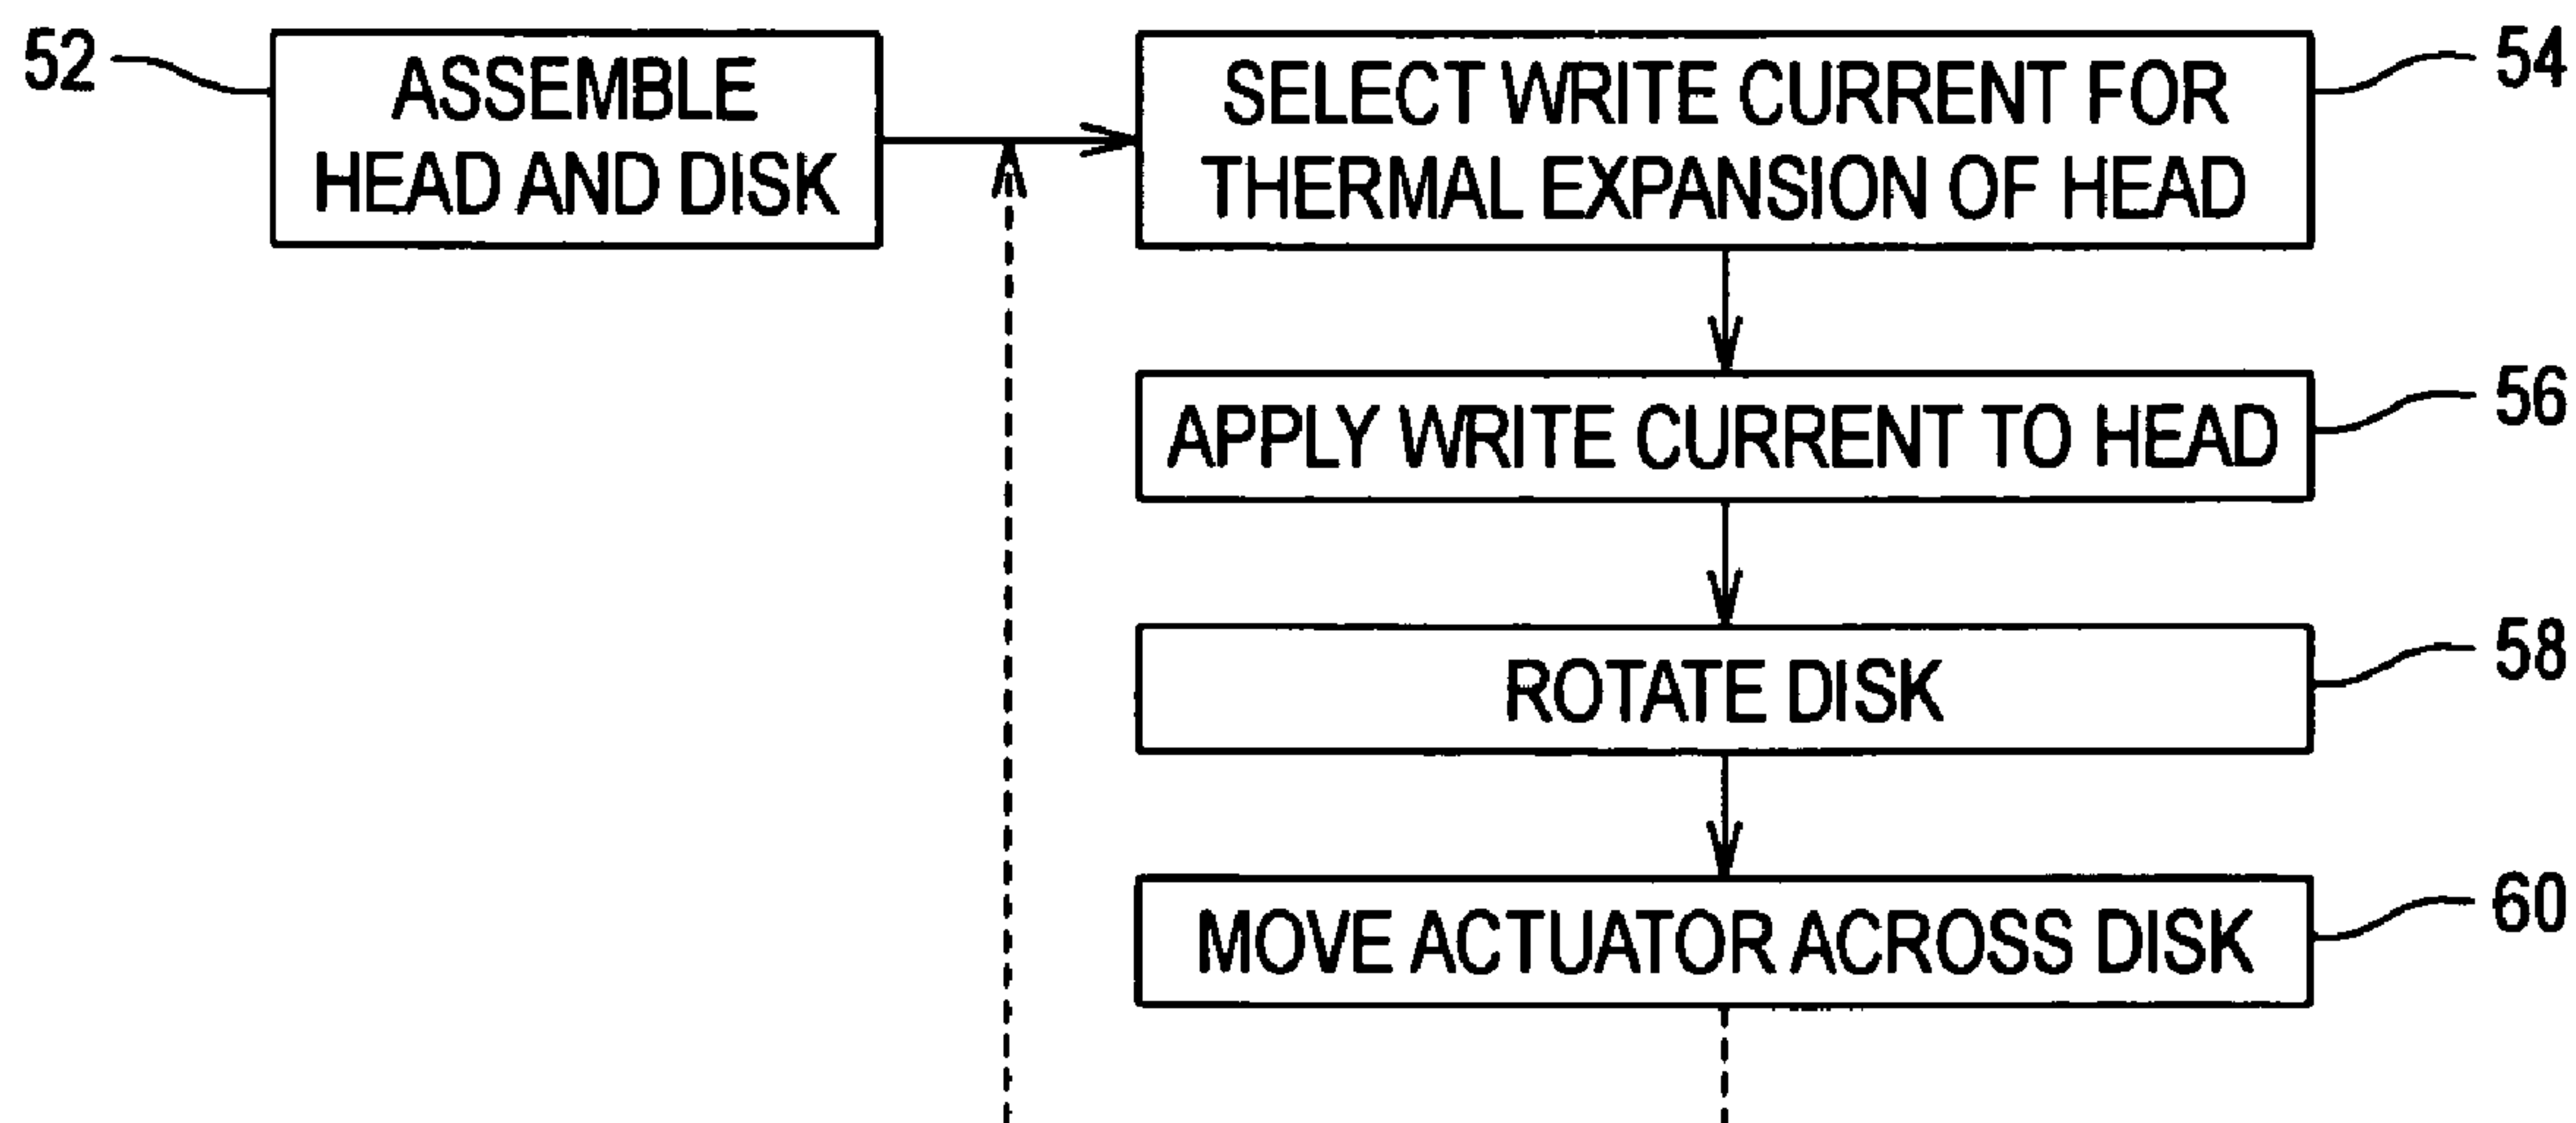 52
ASSEMBLE
HEAD AND DISK
SELECT WRITE CURRENT FOR
THERMAL EXPANSION OF HEAD
54
APPLY WRITE CURRENT TO HEAD
56
ROTATE DISK
58
MOVE ACTUATOR ACROSS DISK
60